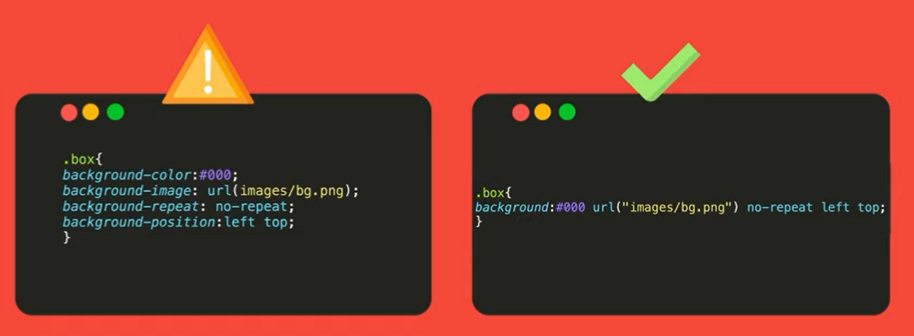 !
.box{
background-color:#000;
background-image: url(images/bg.png);
background-repeat: no-repeat;
background-position:left top;
}
.box{
background:#000 url("images/bg.png") no-repeat left top;
}